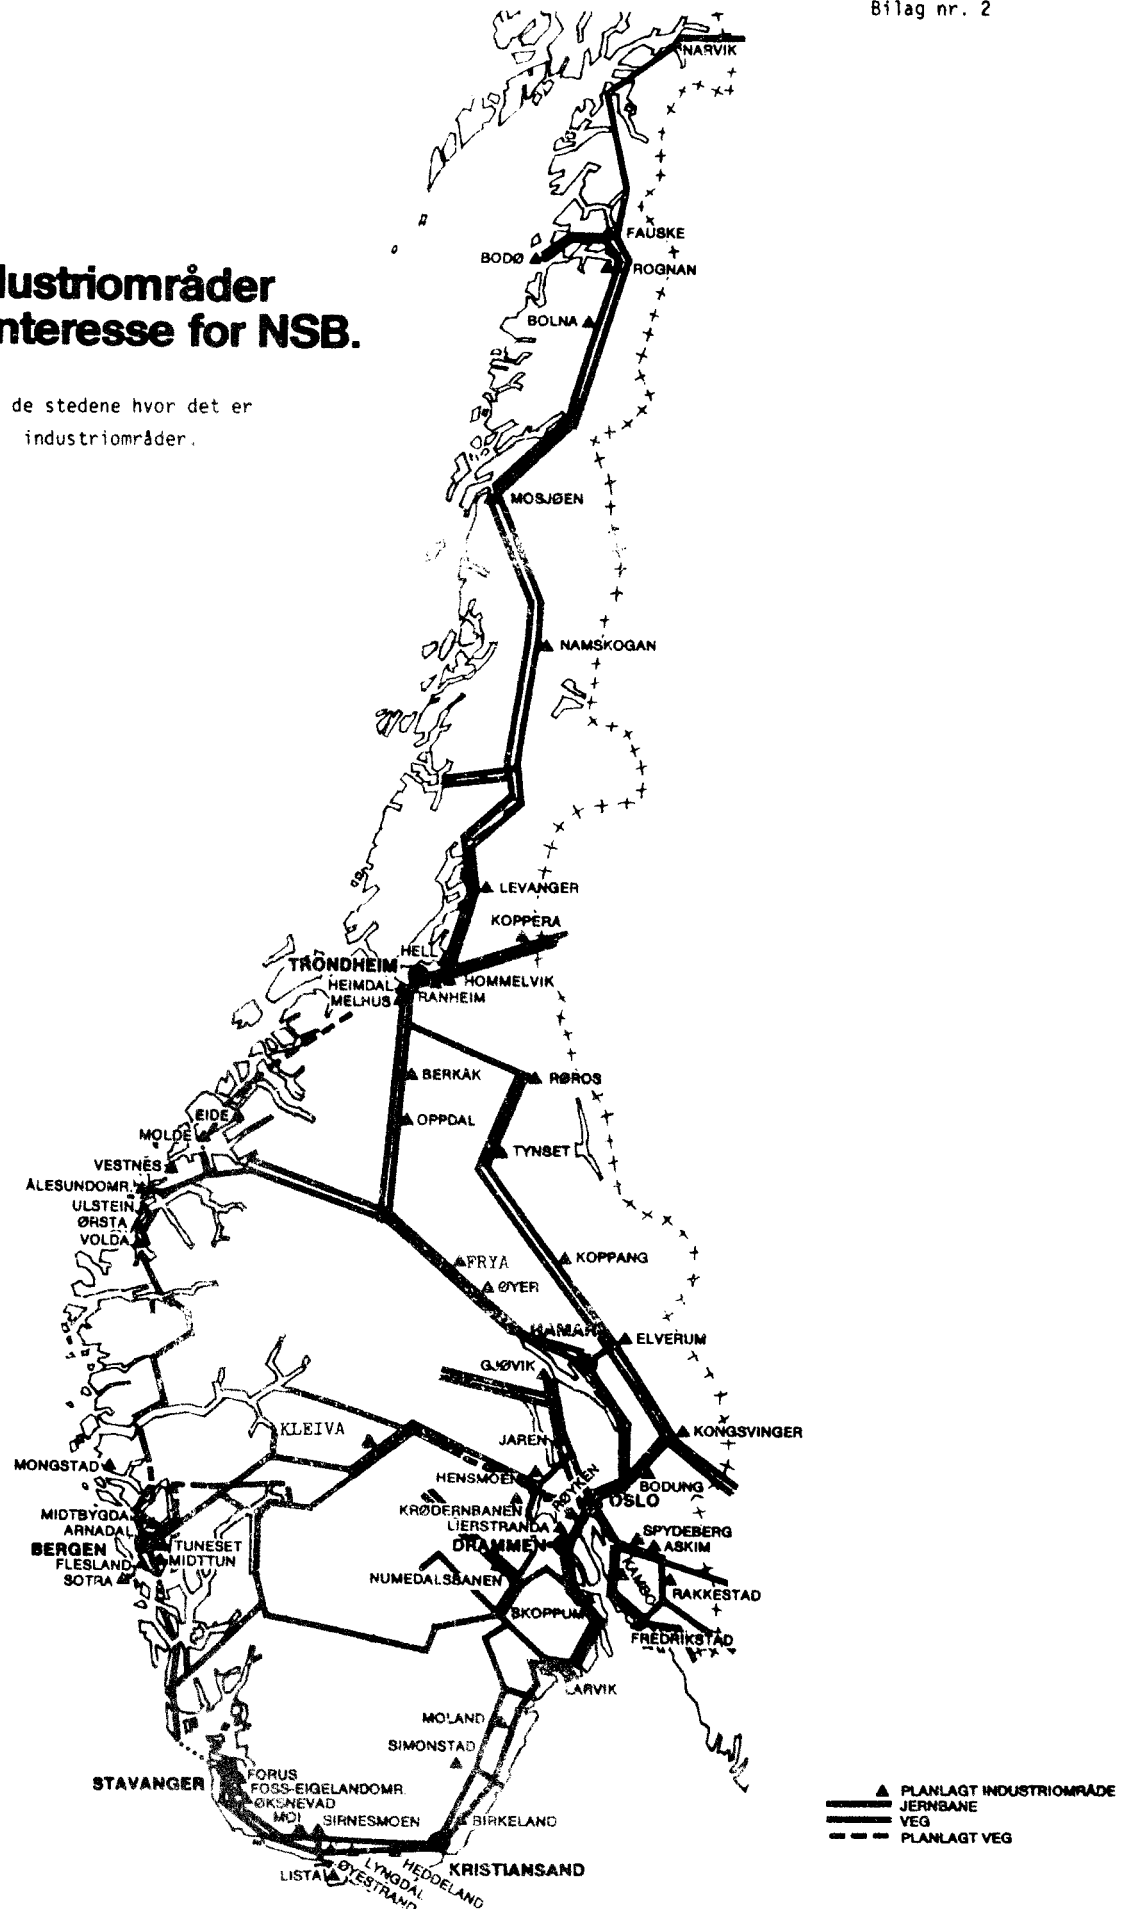 Bilag nr. 2
NARVIK
FAUSKE
BODØ
ROGNAN
dustriområder
nteresse for NSB.
BOLNA
de stedene hvor det er
industriområder.
MOSJØEN
NAMSKOGAN
LEVANGER
KOPPERA
HELL
TRONDHEIM
HOMMELVIK
HEIMDAL
RANHEIM
MELHUS
BERKÅK
RØROS
EIDE
OPPDAL
MOLDE
TYNSET
VESTNES
ÅLESUNDOMR.
ULSTEIN
ØRSTA
VOLDA
FRYA
KOPPANG
ØYER
HAMAR
ELVERUM
GJØVIK
KLEIVA
JAREN
KONGSVINGER
MONGSTAD
HENSMOEN
RØYKEN
BODUNG
OSLO
KRØDERNBANEN
MIDTBYGDA
ARNADAL
LIERSTRANDA
SPYDEBERG
BERGEN
TUNESET
DRAMMEN
ASKIM
FLESLAND
MIDTTUN
SOTRA
NUMEDALSBANEN
KAMBO
RAKKESTAD
SKOPPUM
FREDRIKSTAD
LARVIK
MOLAND
SIMONSTAD
STAVANGER
FORUS
FOSS-EIGELANDOMR.
ØKSNEVAD
MOI
SIRNESMOEN
BIRKELAND
KRISTIANSAND
LISTA
ØYESTRAND
LYNGDAL
HEDDELAND
PLANLAGT INDUSTRIOMRÅDE
JERNBANE
VEG
PLANLAGT VEG